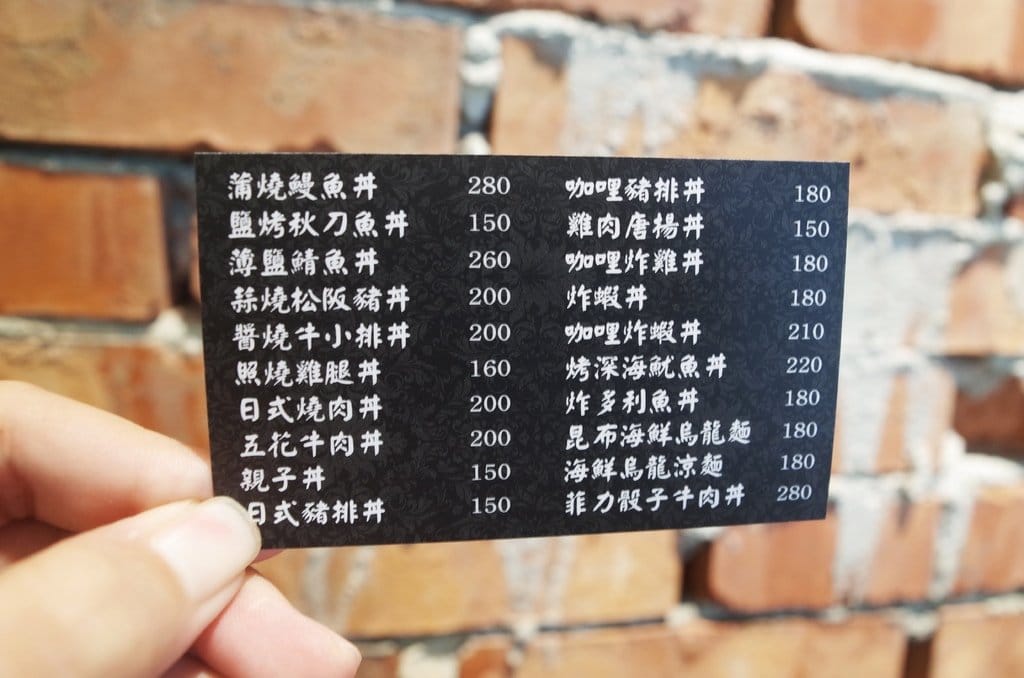 蒲燒鰻魚丼 280
鹽烤秋刀魚丼 150
薄鹽鯖魚丼 260
蒜燒松阪豬丼 200
醬燒牛小排丼 200
照燒雞腿丼 160
日式燒肉丼 200
五花牛肉丼 200
親子丼 150
日式豬排丼 150
咖哩豬排丼 180
雞肉唐楊丼 150
咖哩炸雞丼 180
炸蝦丼 180
咖哩炸蝦丼 210
烤深海魷魚丼 220
炸多利魚丼 180
昆布海鮮烏龍麵 180
海鮮烏龍涼麵 180
菲力骰子牛肉丼 280